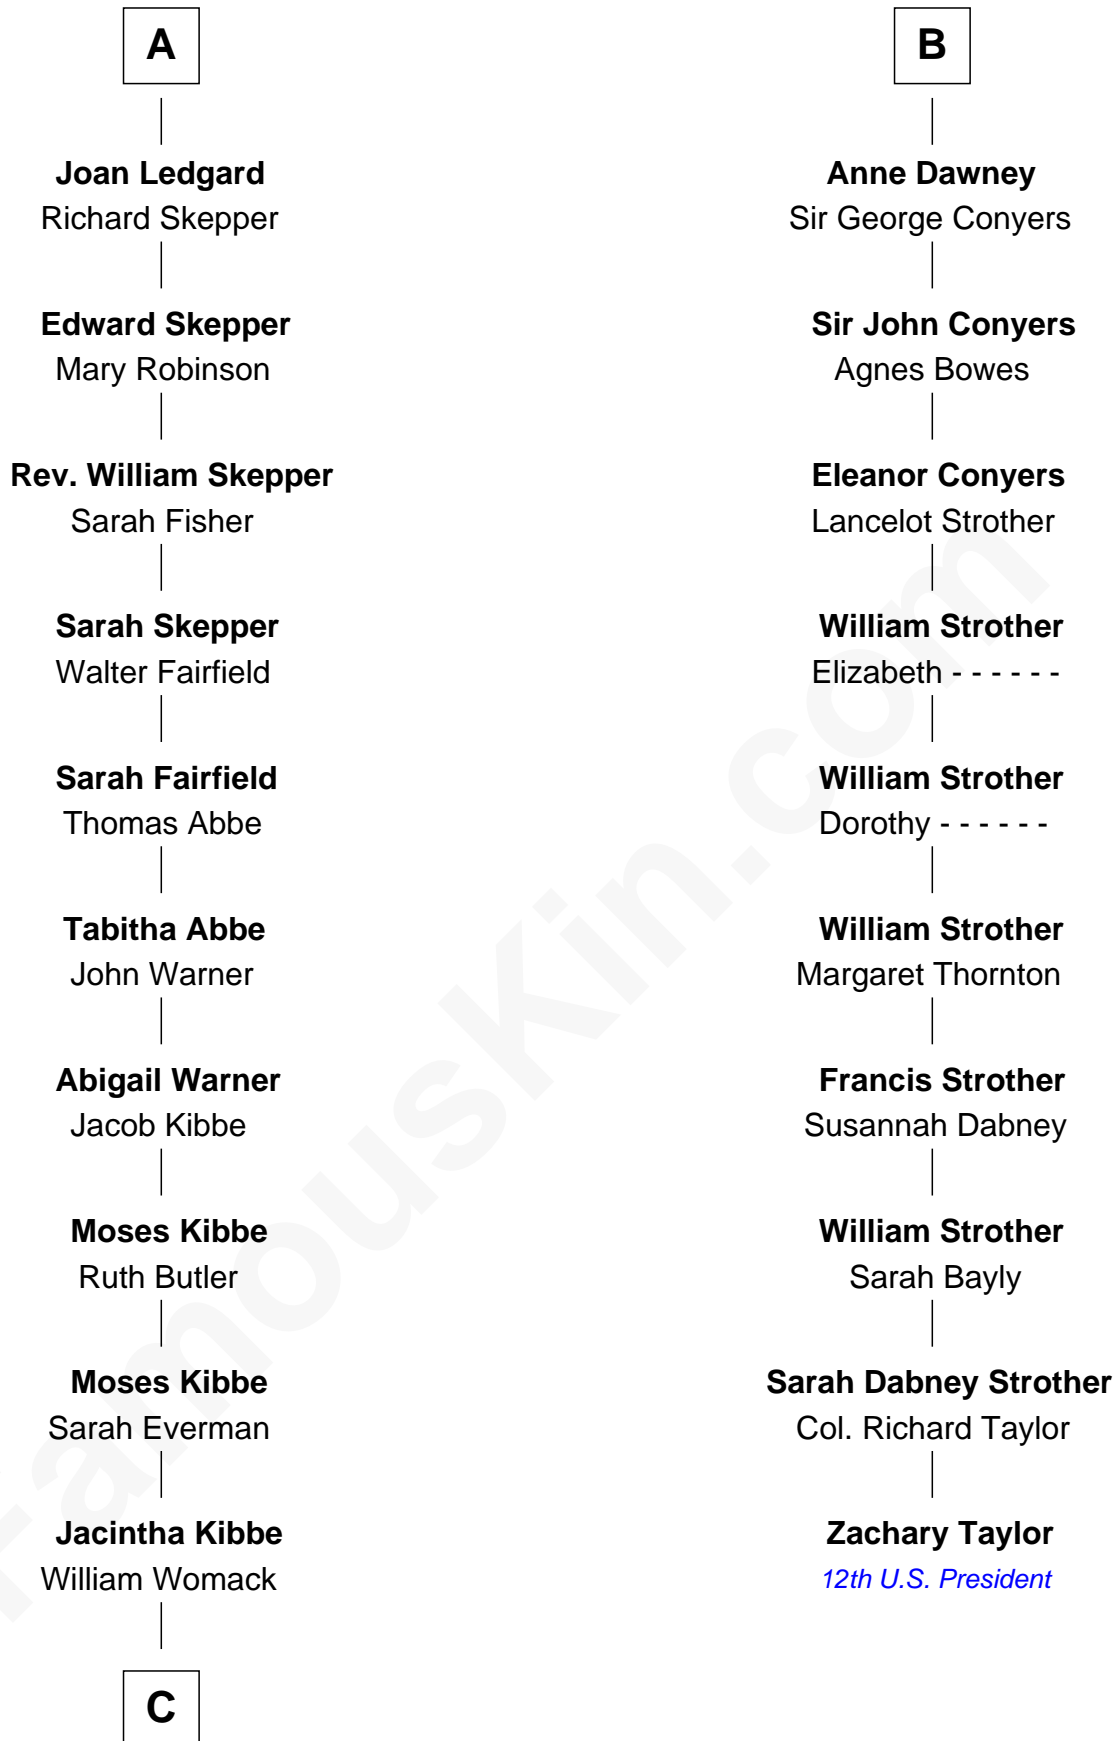 A
Joan Ledgard
Richard Skepper
Edward Skepper
Mary Robinson
Rev. William Skepper
Sarah Fisher
Sarah Skepper
Walter Fairfield
Sarah Fairfield
Thomas Abbe
Tabitha Abbe
John Warner
Abigail Warner
Jacob Kibbe
Moses Kibbe
Ruth Butler
Moses Kibbe
Sarah Everman
Jacintha Kibbe
William Womack
C
B
Anne Dawney
Sir George Conyers
Sir John Conyers
Agnes Bowes
Eleanor Conyers
Lancelot Strother
William Strother
Elizabeth - - - - - -
William Strother
Dorothy - - - - - -
William Strother
Margaret Thornton
Francis Strother
Susannah Dabney
William Strother
Sarah Bayly
Sarah Dabney Strother
Col. Richard Taylor
Zachary Taylor
12th U.S. President
FamousKin.com